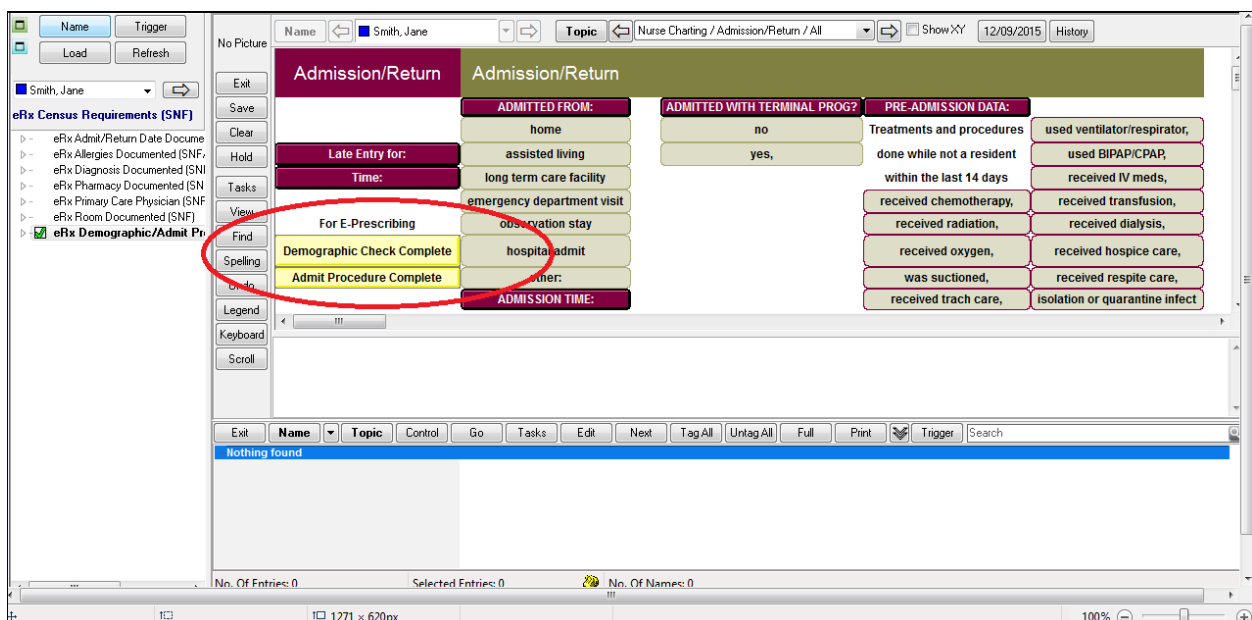 Name Trigger
Load Refresh
Smith, Jane
eRx Census Requirements (SNF)
eRx Admit/Return Date Docume
eRx Allergies Documented (SNF,
eRx Diagnosis Documented (SNI
eRx Pharmacy Documented (SN
eRx Primary Care Physician (SNF
eRx Room Documented (SNF)
eRx Demographic/Admit Pr
No Picture
Exit
Save
Clear
Hold
Tasks
View
Find
Spelling
Undo
Legend
Keyboard
Scroll
Name Smith, Jane Topic Nurse Charting / Admission/Return / All Show XY 12/09/2015 History
Admission/Return Admission/Return
Late Entry for:
Time:
For E-Prescribing
Demographic Check Complete
Admit Procedure Complete
ADMITTED FROM:
home
assisted living
long term care facility
emergency department visit
observation stay
hospital admit
other:
ADMISSION TIME:
ADMITTED WITH TERMINAL PROG?
no
yes,
PRE-ADMISSION DATA:
Treatments and procedures
done while not a resident
within the last 14 days
received chemotherapy,
received radiation,
received oxygen,
was suctioned,
received trach care,
used ventilator/respirator,
used BIPAP/CPAP,
received IV meds,
received transfusion,
received dialysis,
received hospice care,
received respite care,
isolation or quarantine infect
Exit Name Topic Control Go Tasks Edit Next Tag All Untag All Full Print Trigger Search
Nothing found
No. Of Entries: 0 Selected Entries: 0 No. Of Names: 0
1271 × 620px 100%